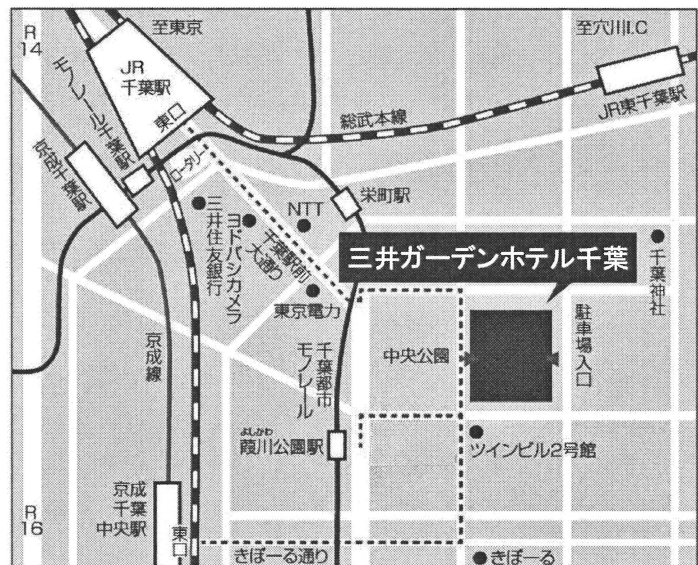 R
14
至東京
至穴川I.C
JR
千葉駅
JR東千葉駅
総武本線
東口
モノレール千葉駅
京成千葉駅
ロータリー
栄町駅
NTT
三井住友銀行
ヨドバシカメラ
千葉駅前
大通り
三井ガーデンホテル千葉
千葉神社
東京電力
中央公園
駐車場入口
京成線
千葉都市
モノレール
よしかわ
葭川公園駅
ツインビル2号館
R
16
京成
千葉
中央駅
東口
きぼーる通り
きぼーる